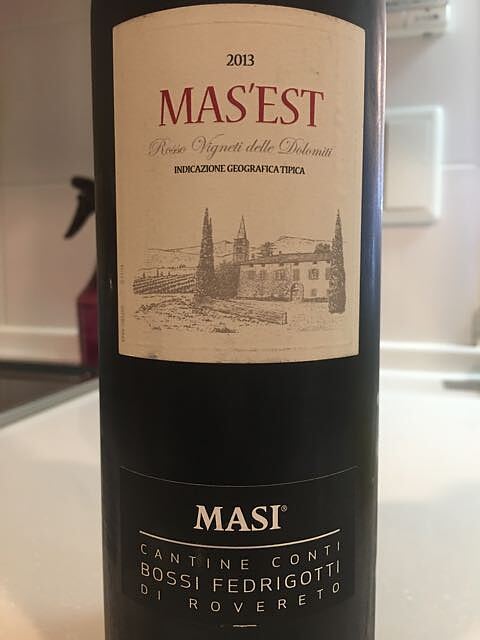 2013
MAS'EST
Rosso Vigneti delle Dolomiti
INDICAZIONE GEOGRAFICA TIPICA
MASI®
CANTINE CONTI
BOSSI FEDRIGOTTI
DI ROVERETO